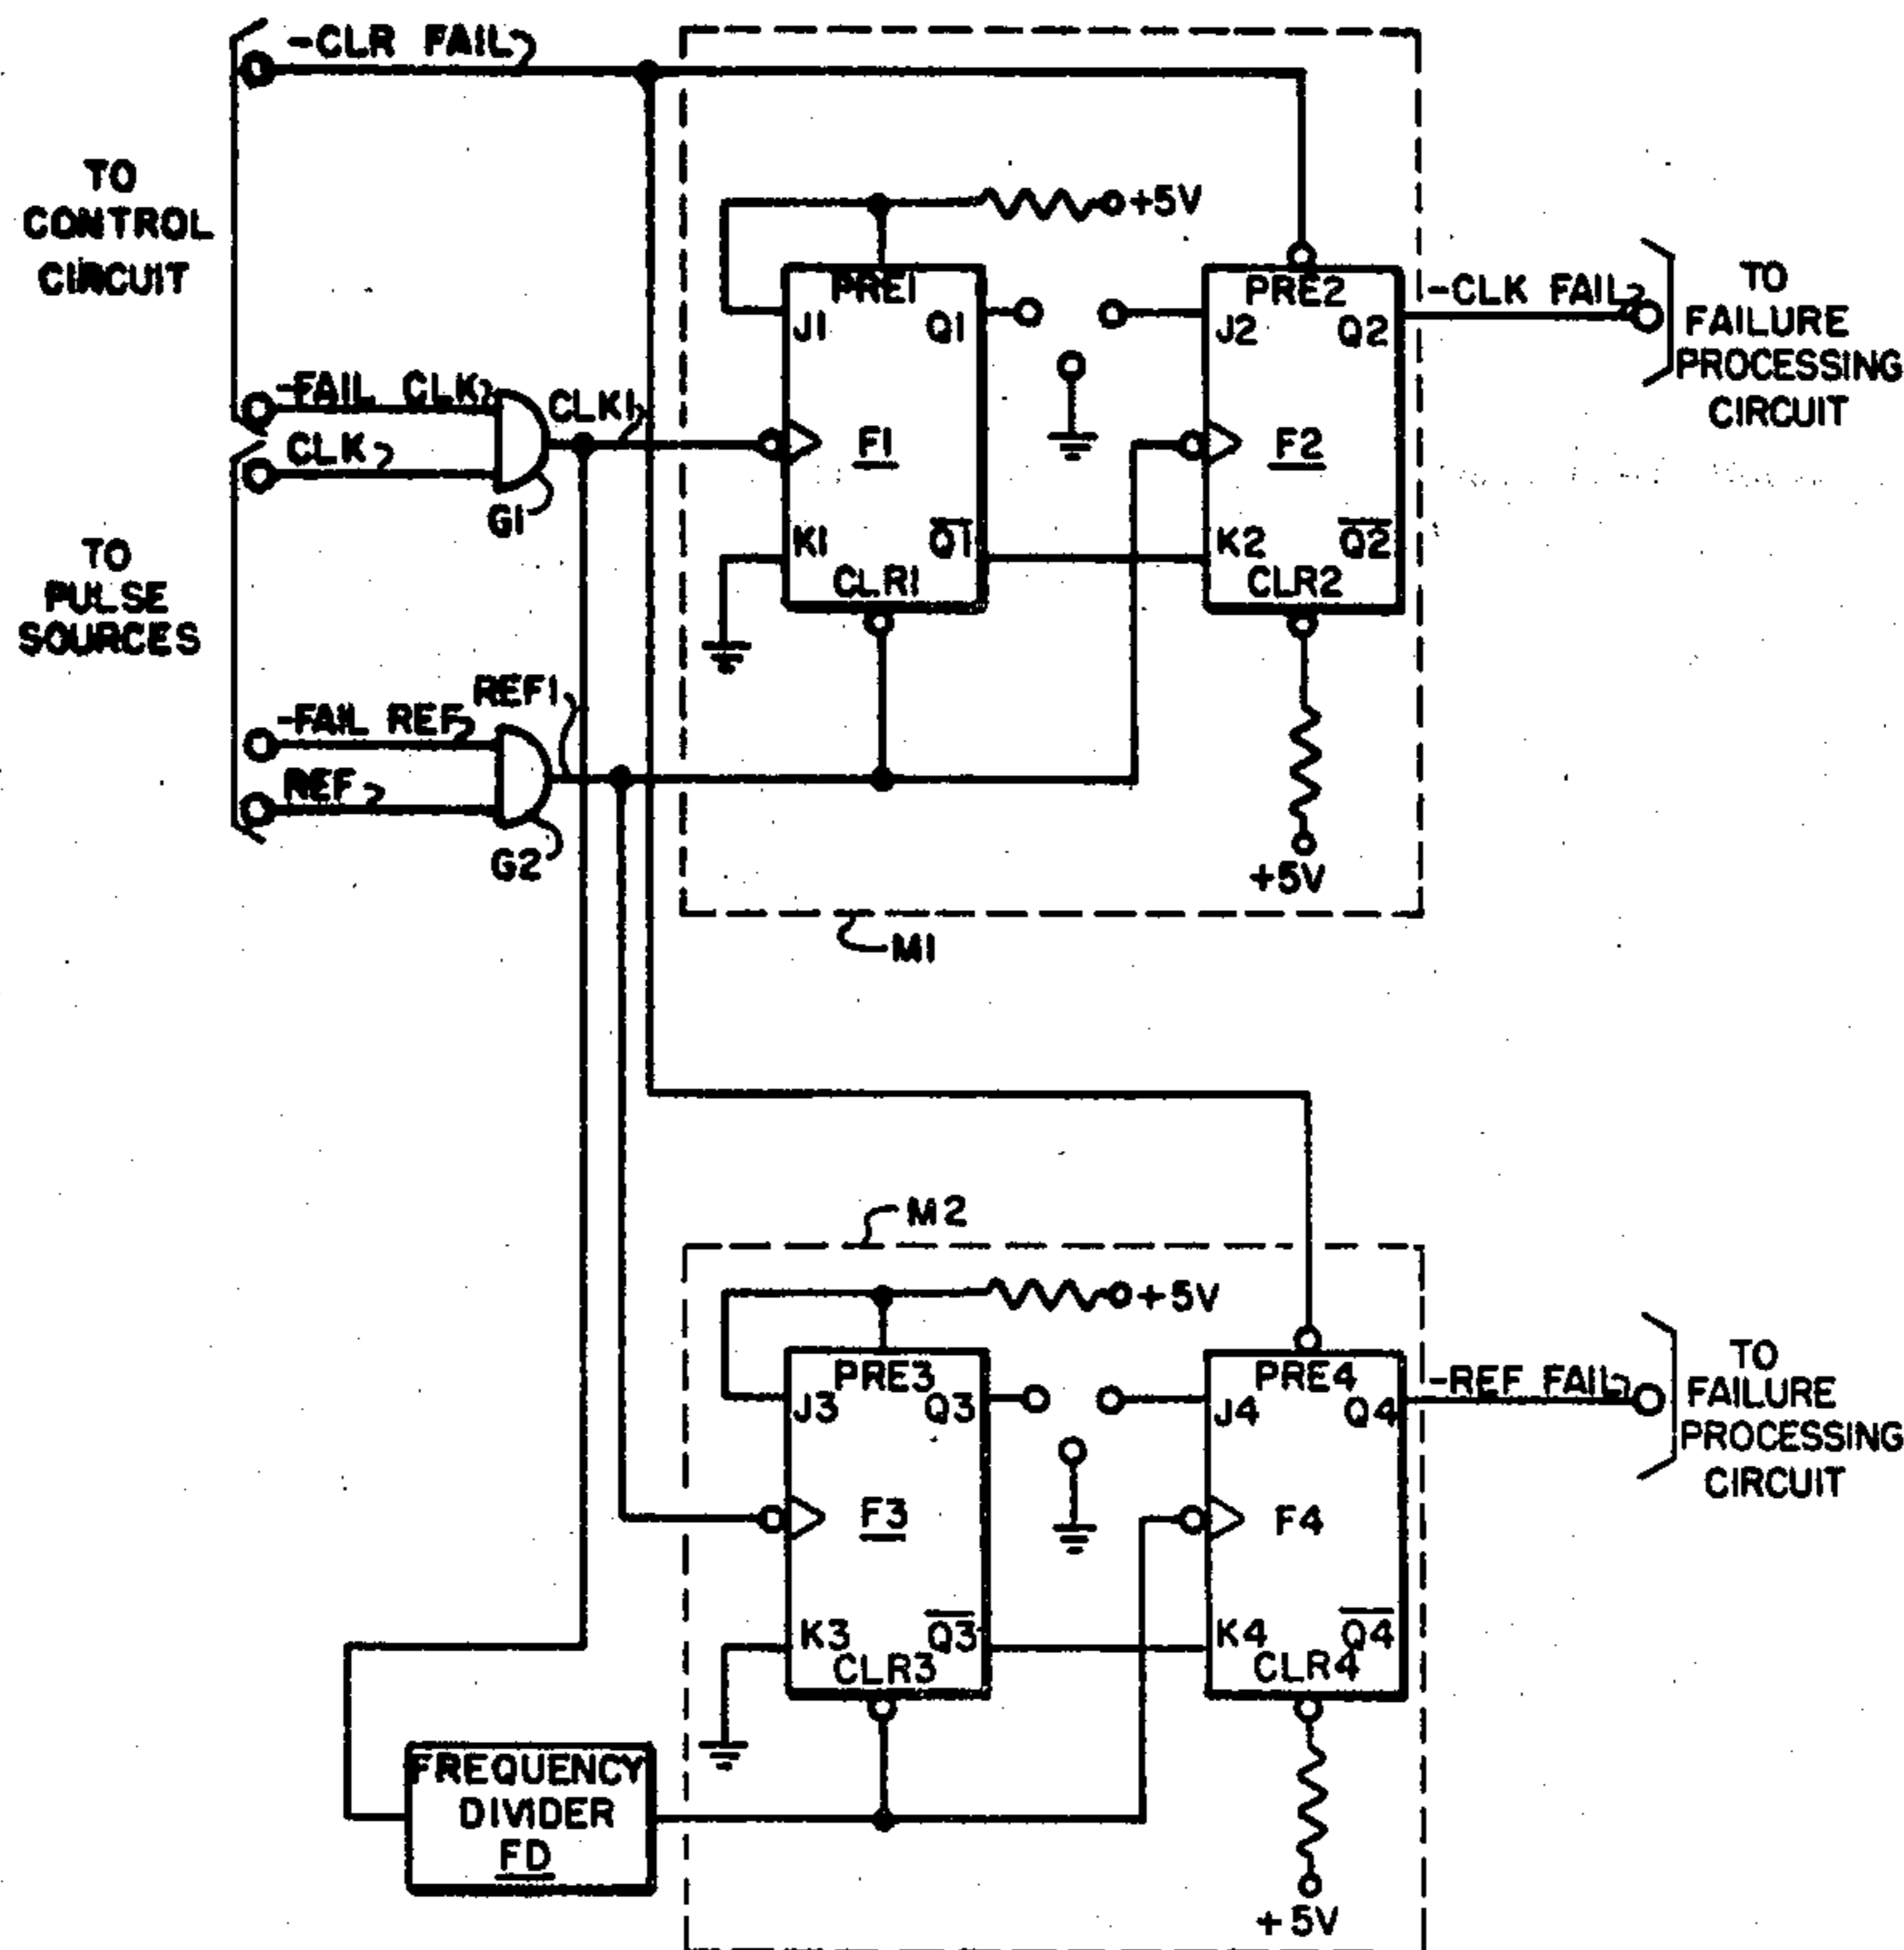 -CLR FAIL
TO
CONTROL
CIRCUIT
+5V
PRE1
J1
Q1
PRE2
J2
Q2
-CLK FAIL
TO
FAILURE
PROCESSING
CIRCUIT
-FAIL CLK
CLK1
CLK
G1
F1
F2
TO
PULSE
SOURCES
K1
Q1
CLR1
K2
Q2
CLR2
REF1
-FAIL REF
REF
G2
+5V
M1
M2
+5V
PRE3
J3
Q3
PRE4
J4
Q4
-REF FAIL
TO
FAILURE
PROCESSING
CIRCUIT
F3
F4
K3
Q3
CLR3
K4
Q4
CLR4
FREQUENCY
DIVIDER
FD
+5V